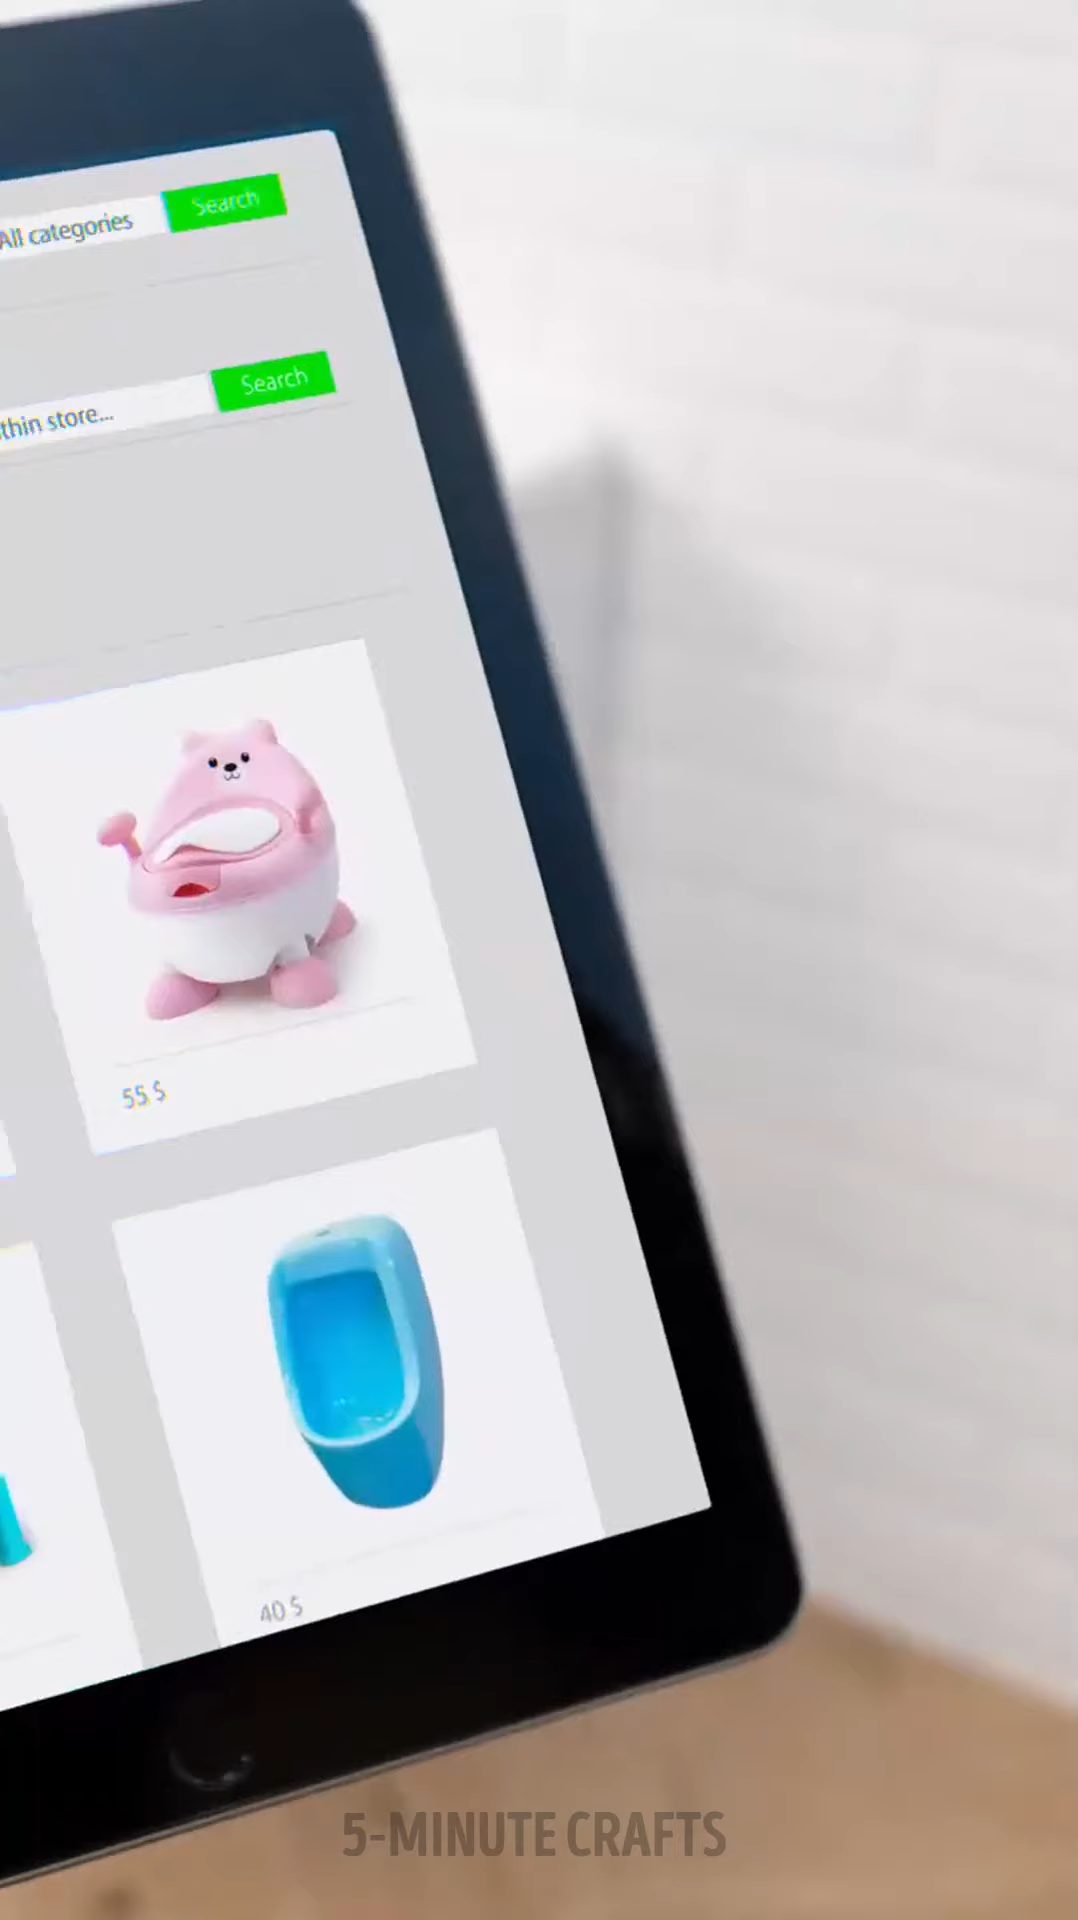 All categories
Search
thin store...
Search
55 $
40 $
5-MINUTE CRAFTS